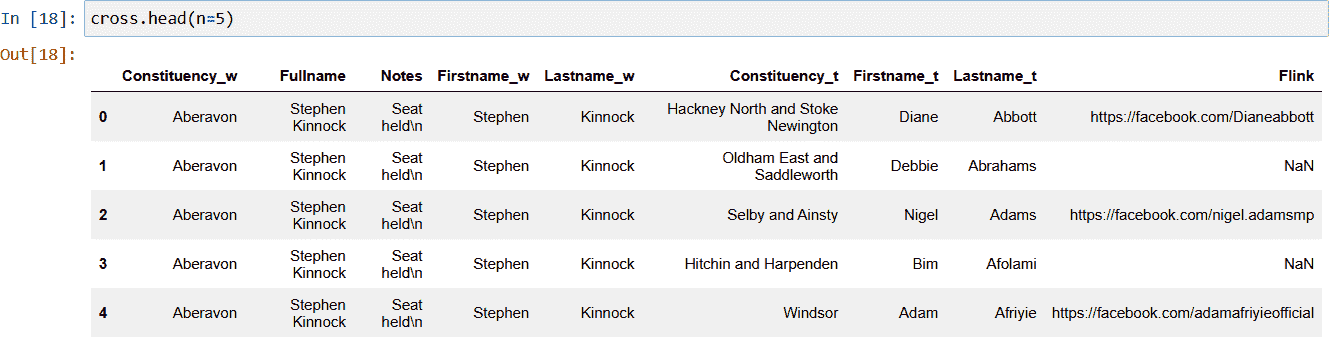 In [18]: cross.head(n=5)
Out[18]:
Constituency_w Fullname Notes Firstname_w Lastname_w Constituency_t Firstname_t Lastname_t Flink
0 Aberavon Stephen Kinnock Seat held\n Stephen Kinnock Hackney North and Stoke Newington Diane Abbott https://facebook.com/Dianeabbott
1 Aberavon Stephen Kinnock Seat held\n Stephen Kinnock Oldham East and Saddleworth Debbie Abrahams NaN
2 Aberavon Stephen Kinnock Seat held\n Stephen Kinnock Selby and Ainsty Nigel Adams https://facebook.com/nigel.adamsmp
3 Aberavon Stephen Kinnock Seat held\n Stephen Kinnock Hitchin and Harpenden Bim Afolami NaN
4 Aberavon Stephen Kinnock Seat held\n Stephen Kinnock Windsor Adam Afriyie https://facebook.com/adamafriyieofficial